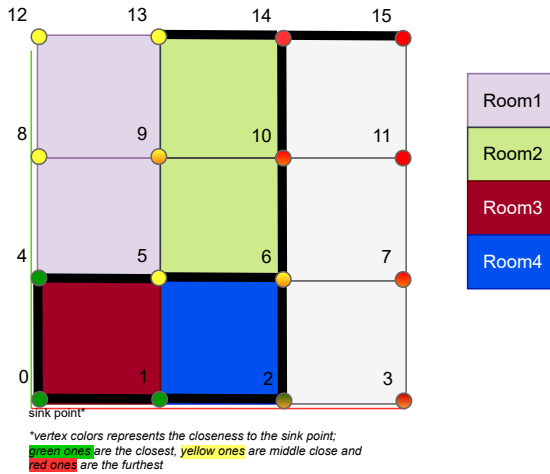 12 13 14 15
8 9 10 11
4 5 6 7
0 1 2 3
Room1
Room2
Room3
Room4
sink point*
*vertex colors represents the closeness to the sink point;
green ones are the closest, yellow ones are middle close and
red ones are the furthest